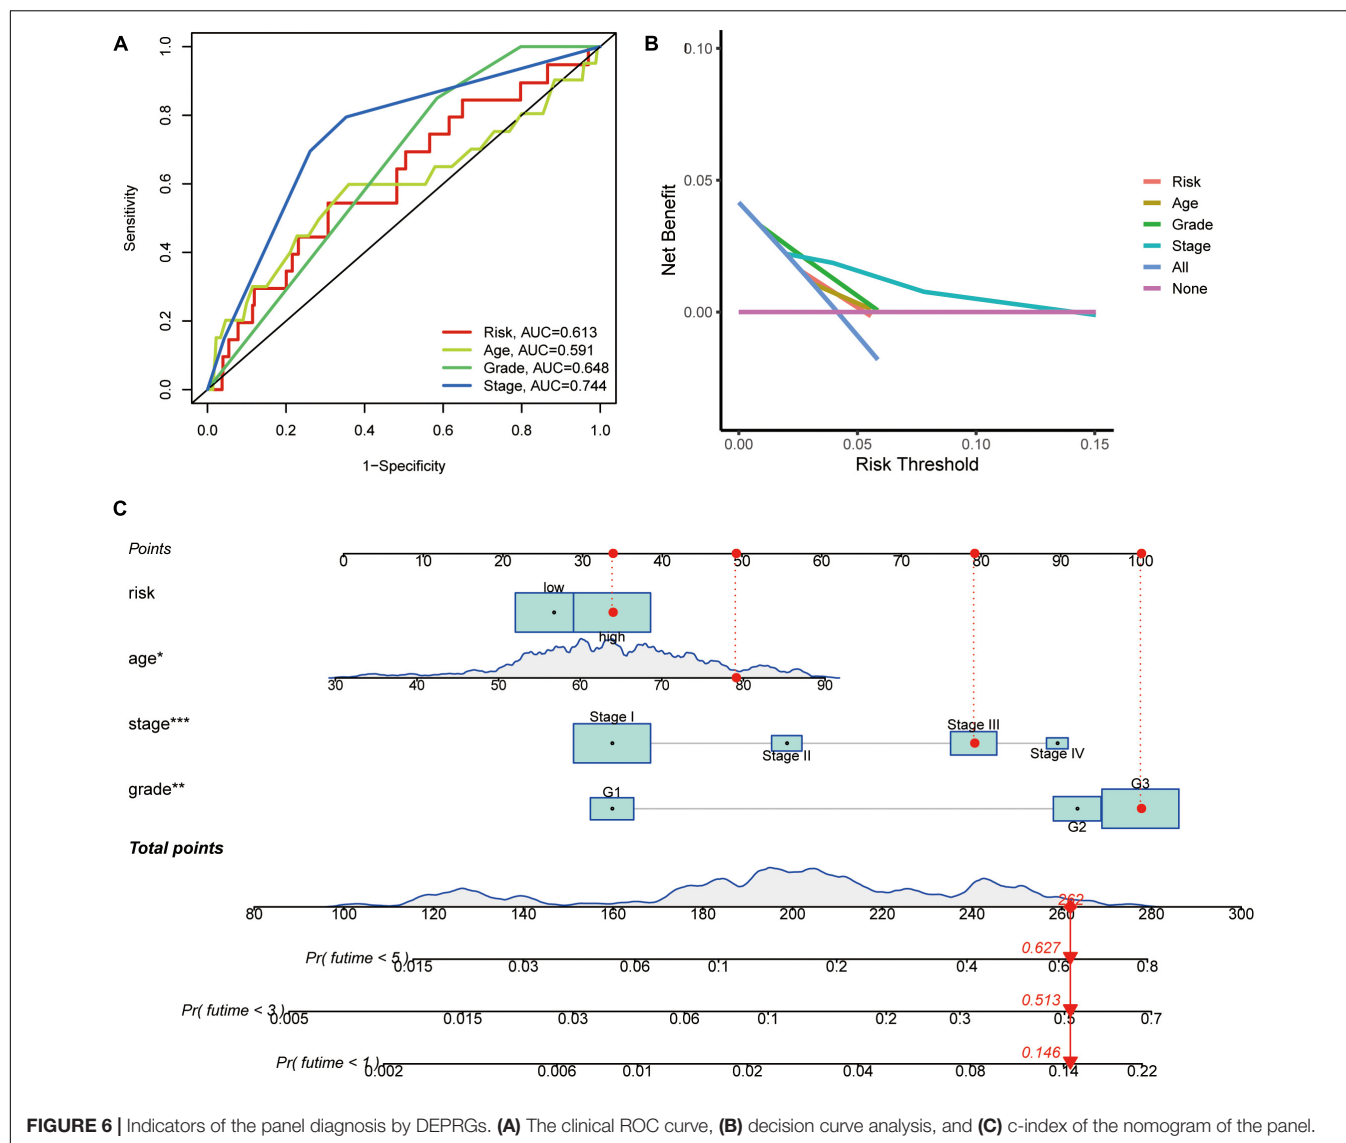 A
1.0
0.8
0.6
0.4
0.2
0.0
Sensitivity
Risk, AUC=0.613
Age, AUC=0.591
Grade, AUC=0.648
Stage, AUC=0.744
0.0 0.2 0.4 0.6 0.8 1.0
1−Specificity
B
0.10
0.05
0.00
Net Benefit
0.00 0.05 0.10 0.15
Risk Threshold
Risk
Age
Grade
Stage
All
None
C
Points
0 10 20 30 40 50 60 70 80 90 100
risk
low
high
age*
30 40 50 60 70 80 90
stage***
Stage I
Stage II
Stage III
Stage IV
grade**
G1
G2
G3
Total points
262
80 100 120 140 160 180 200 220 240 260 280 300
0.627
Pr( futime < 5 )
0.015 0.03 0.06 0.1 0.2 0.4 0.6 0.8
0.513
Pr( futime < 3 )
0.005 0.015 0.03 0.06 0.1 0.2 0.3 0.5 0.7
0.146
Pr( futime < 1 )
0.002 0.006 0.01 0.02 0.04 0.08 0.14 0.22
FIGURE 6 | Indicators of the panel diagnosis by DEPRGs. (A) The clinical ROC curve, (B) decision curve analysis, and (C) c-index of the nomogram of the panel.